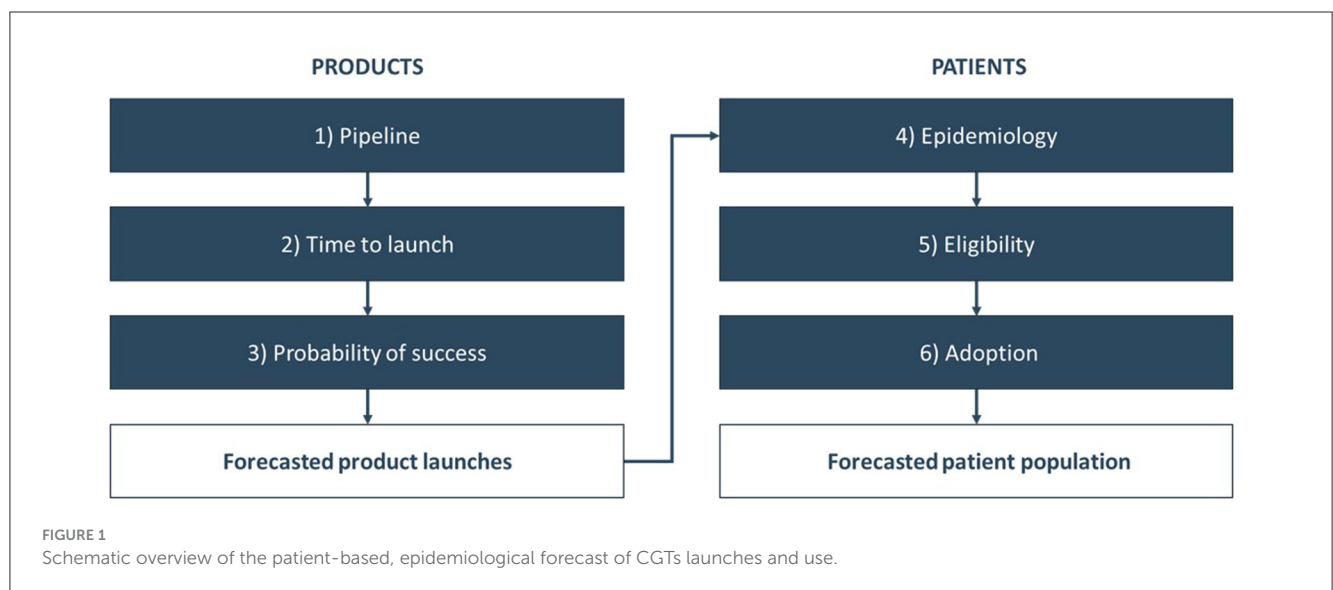 PRODUCTS
1) Pipeline
2) Time to launch
3) Probability of success
Forecasted product launches
PATIENTS
4) Epidemiology
5) Eligibility
6) Adoption
Forecasted patient population
FIGURE 1
Schematic overview of the patient-based, epidemiological forecast of CGTs launches and use.